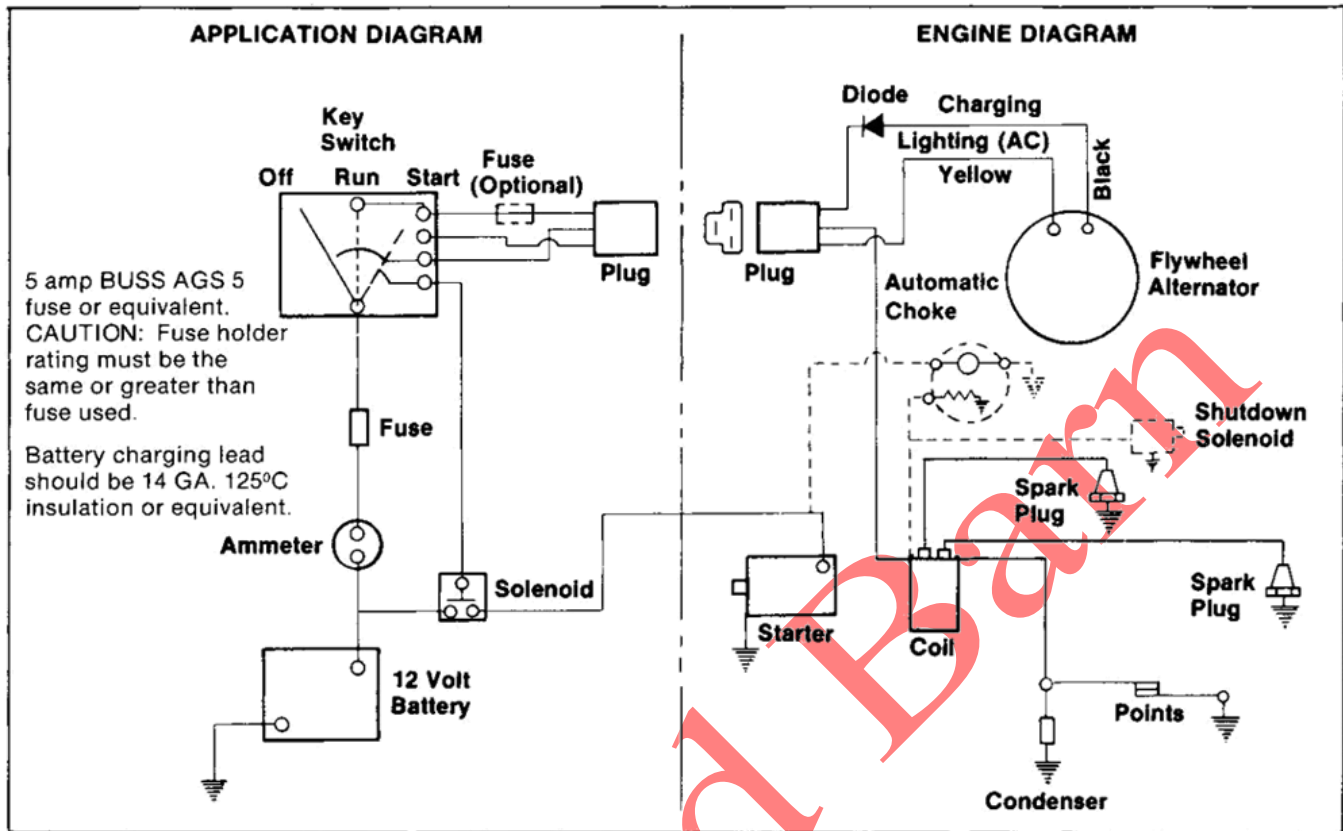 APPLICATION DIAGRAM
Key
Switch
Off Run Start
Fuse
(Optional)
Plug
5 amp BUSS AGS 5
fuse or equivalent.
CAUTION: Fuse holder
rating must be the
same or greater than
fuse used.
Battery charging lead
should be 14 GA. 125ºC
insulation or equivalent.
Fuse
Ammeter
Solenoid
12 Volt
Battery
ENGINE DIAGRAM
Diode
Charging
Lighting (AC)
Yellow
Black
Plug
Flywheel
Alternator
Automatic
Choke
Shutdown
Solenoid
Spark
Plug
Spark
Plug
Starter
Coil
Points
Condenser
d Barn